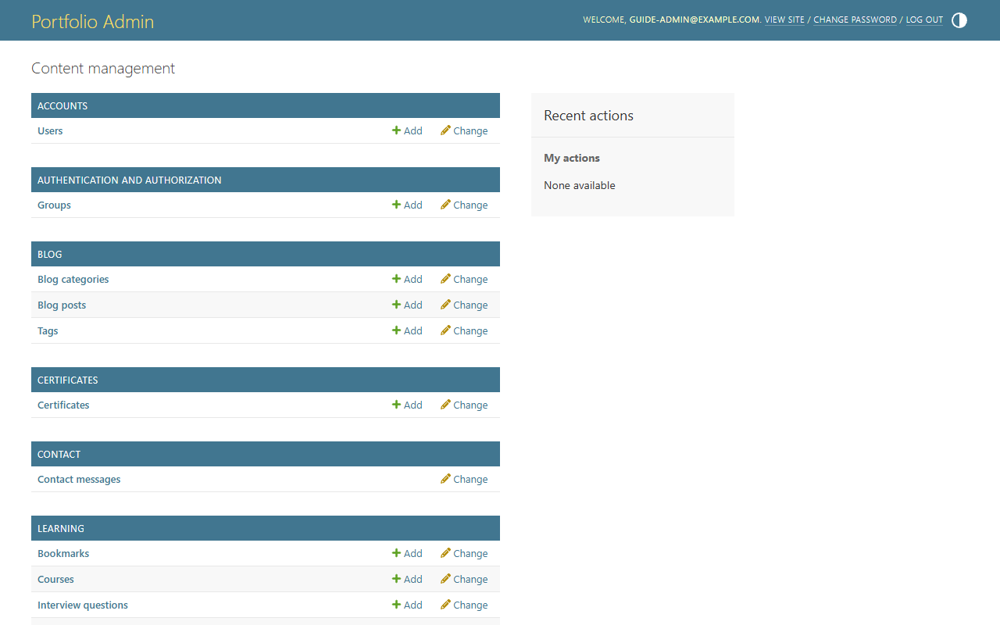 Portfolio Admin
WELCOME, GUIDE-ADMIN@EXAMPLE.COM. VIEW SITE / CHANGE PASSWORD / LOG OUT
Content management
ACCOUNTS
Users Add Change
AUTHENTICATION AND AUTHORIZATION
Groups Add Change
BLOG
Blog categories Add Change
Blog posts Add Change
Tags Add Change
CERTIFICATES
Certificates Add Change
CONTACT
Contact messages Change
LEARNING
Bookmarks Add Change
Courses Add Change
Interview questions Add Change
Recent actions
My actions
None available